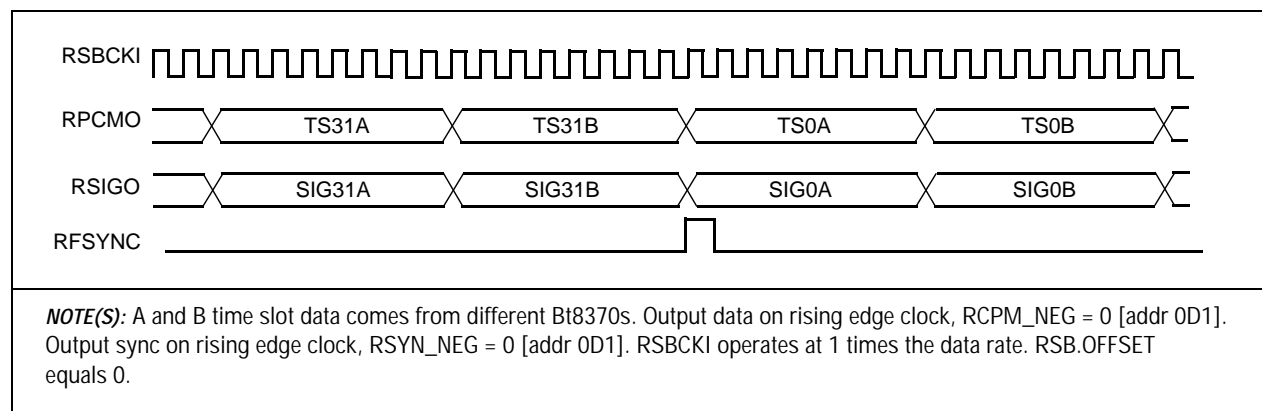 RSBCKI
RPCMO TS31A TS31B TS0A TS0B
RSIGO SIG31A SIG31B SIG0A SIG0B
RFSYNC
NOTE(S): A and B time slot data comes from different Bt8370s. Output data on rising edge clock, RCPM_NEG = 0 [addr 0D1].
Output sync on rising edge clock, RSYN_NEG = 0 [addr 0D1]. RSBCKI operates at 1 times the data rate. RSB.OFFSET
equals 0.